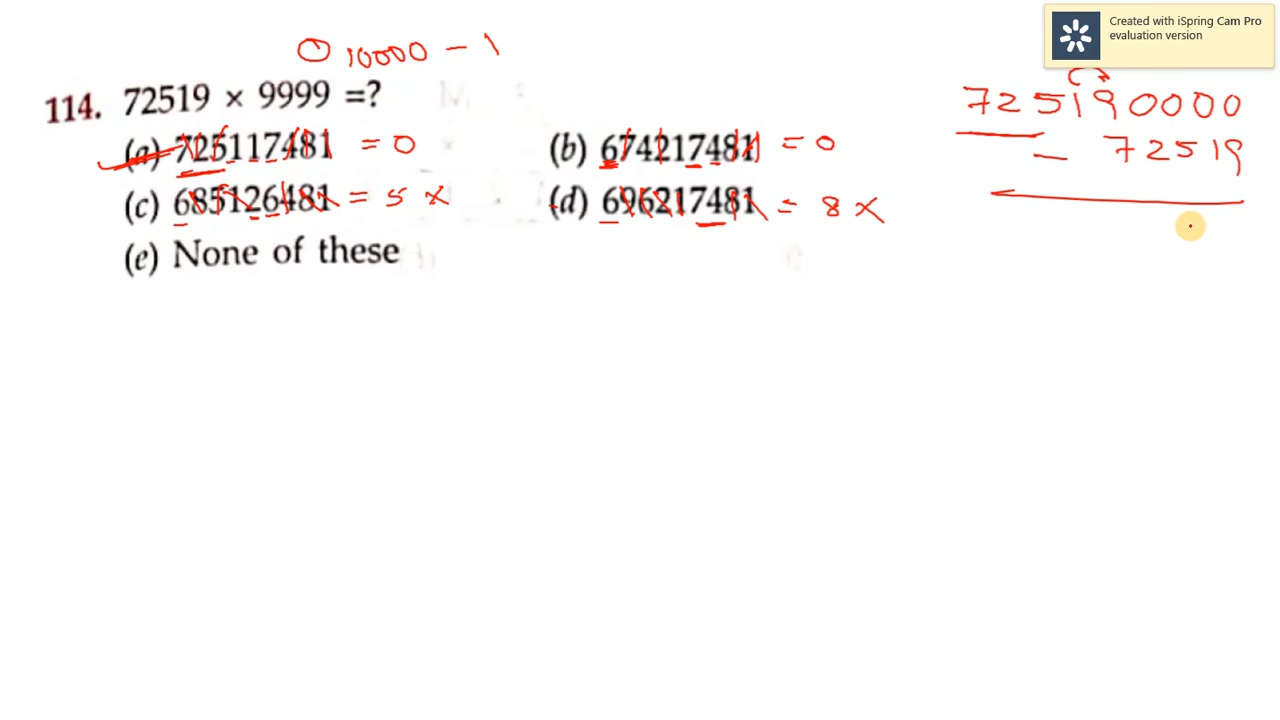 Created with iSpring Cam Pro
evaluation version
0 10000 - 1
114. 72519 × 9999 =?
(a) 725117481 = 0
(b) 674217481 = 0
(c) 685126481 = 5 ×
(d) 696217481 = 8 ×
(e) None of these
725190000
- 72519